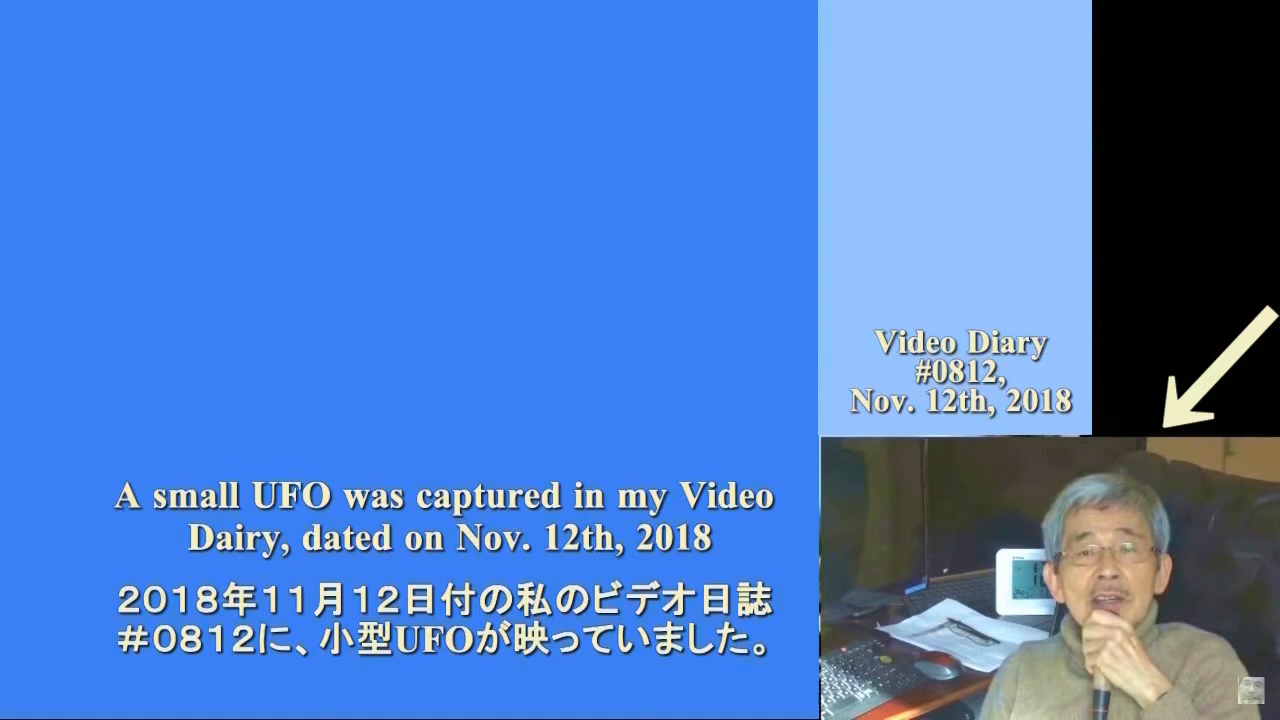 Video Diary
#0812,
Nov. 12th, 2018
A small UFO was captured in my Video
Dairy, dated on Nov. 12th, 2018
２０１８年１１月１２日付の私のビデオ日誌
＃０８１２に、小型UFOが映っていました。